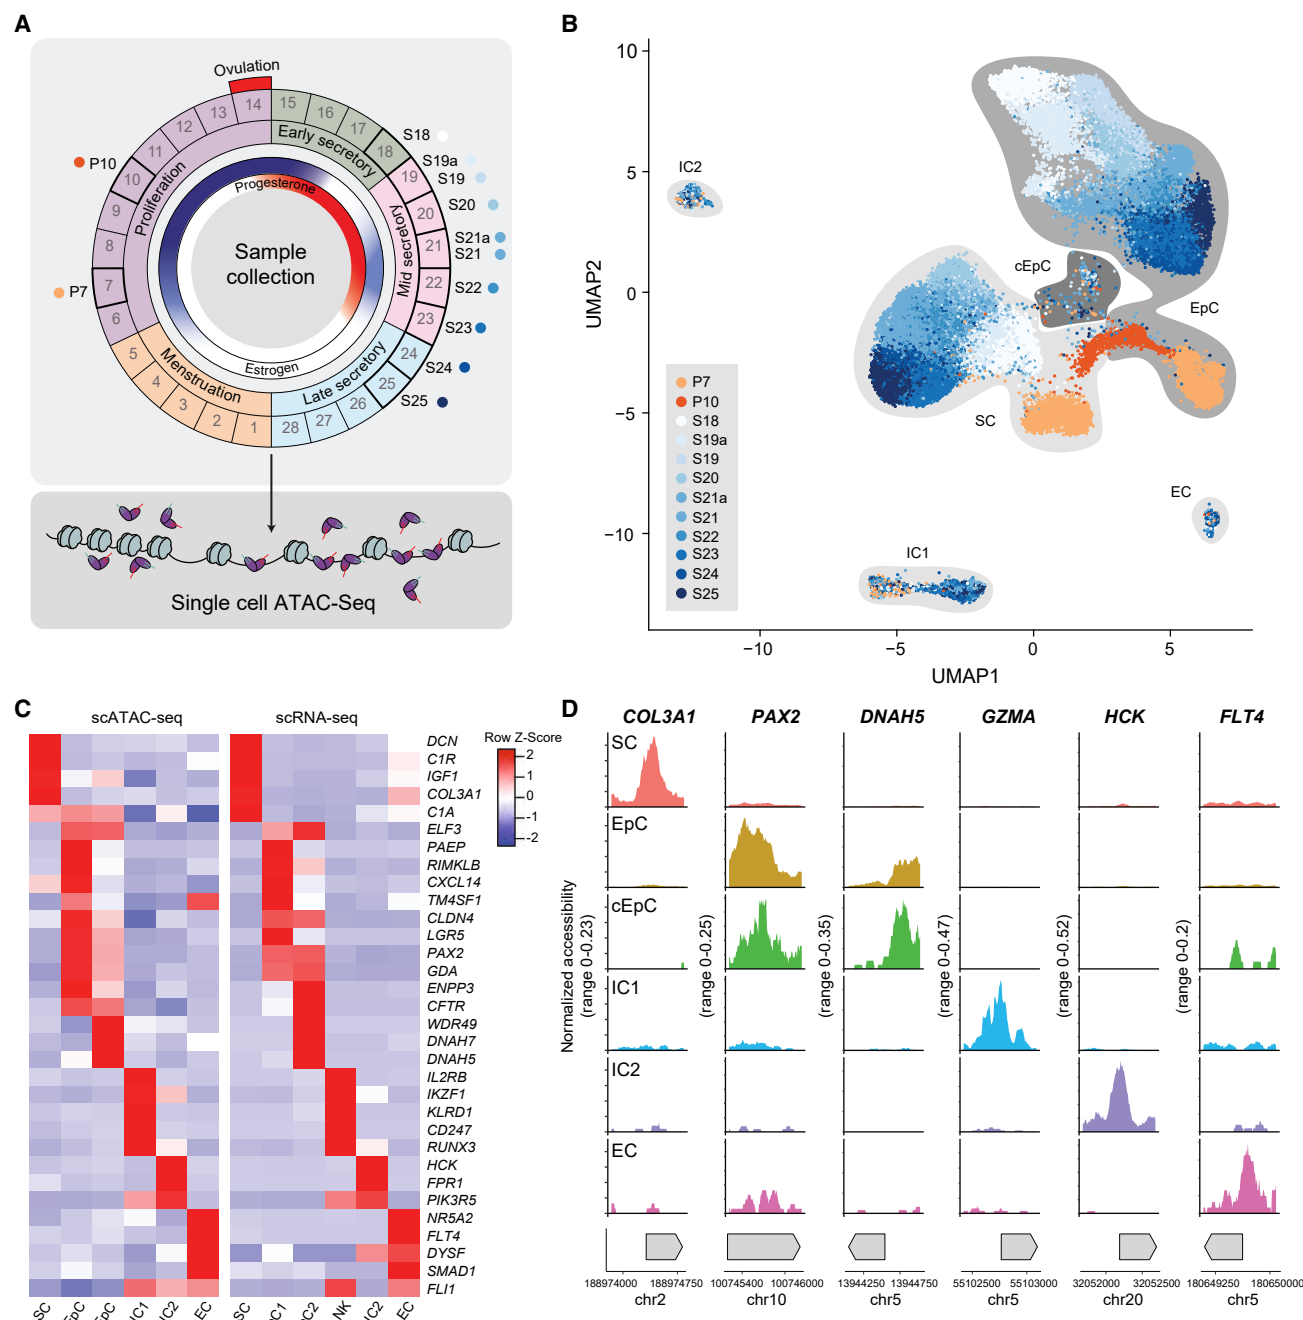 A
Ovulation
13
14
15
16
12
17
11
18
10
19
9
20
8
21
7
22
6
23
5
24
4
25
3
26
2
27
1
28
Early secretory
Proliferation
Mid secretory
Menstruation
Late secretory
Progesterone
Estrogen
Sample
collection
P10
P7
S18
S19a
S19
S20
S21a
S21
S22
S23
S24
S25
Single cell ATAC-Seq
B
UMAP2
10
5
0
−5
−10
−10
−5
0
5
UMAP1
IC2
cEpC
EpC
SC
EC
IC1
P7
P10
S18
S19a
S19
S20
S21a
S21
S22
S23
S24
S25
C
scATAC-seq
scRNA-seq
Row Z-Score
2
1
0
-1
-2
DCN
C1R
IGF1
COL3A1
C1A
ELF3
PAEP
RIMKLB
CXCL14
TM4SF1
CLDN4
LGR5
PAX2
GDA
ENPP3
CFTR
WDR49
DNAH7
DNAH5
IL2RB
IKZF1
KLRD1
CD247
RUNX3
HCK
FPR1
PIK3R5
NR5A2
FLT4
DYSF
SMAD1
FLI1
SC
EpC
IC1
IC2
EC
SC
NK
IC2
EC
D
COL3A1
PAX2
DNAH5
GZMA
HCK
FLT4
SC
EpC
cEpC
IC1
IC2
EC
Normalized accessibility
(range 0-0.23)
(range 0-0.25)
(range 0-0.35)
(range 0-0.47)
(range 0-0.52)
(range 0-0.2)
188974000
188974750
100745400
100746000
13944250
13944750
55102500
55103000
32052000
32052500
180649250
180650000
chr2
chr10
chr5
chr5
chr20
chr5